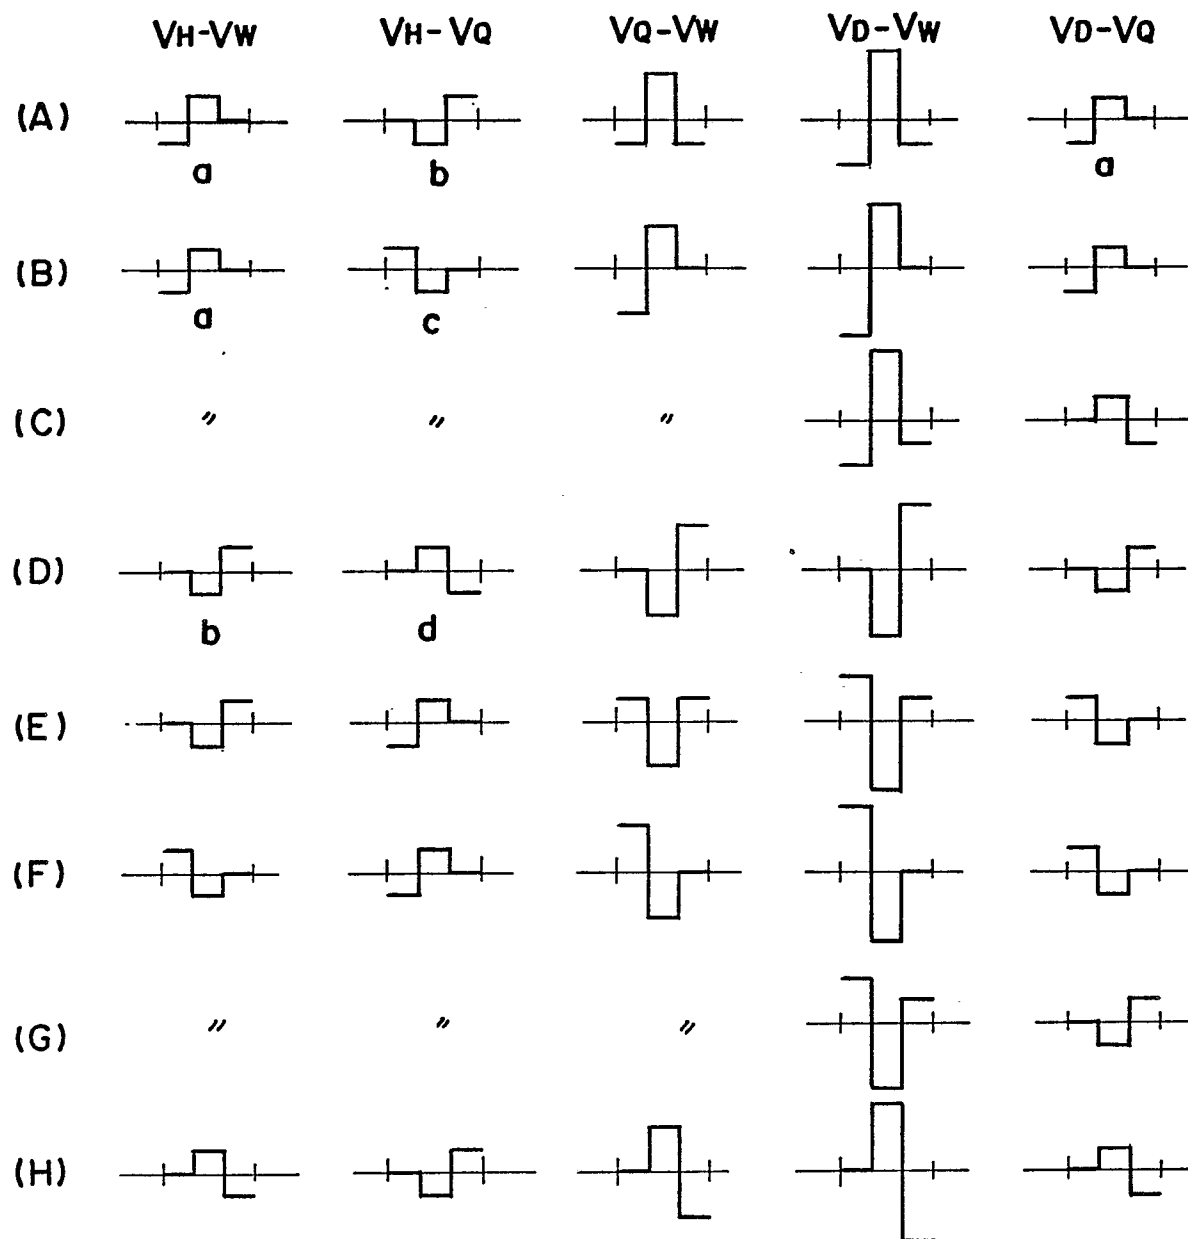 VH-VW VH-VQ VQ-VW VD-VW VD-VQ
(A)
a b a
(B)
a c
(C) 〃 〃 〃
(D)
b d
(E)
(F)
(G) 〃 〃 〃
(H)